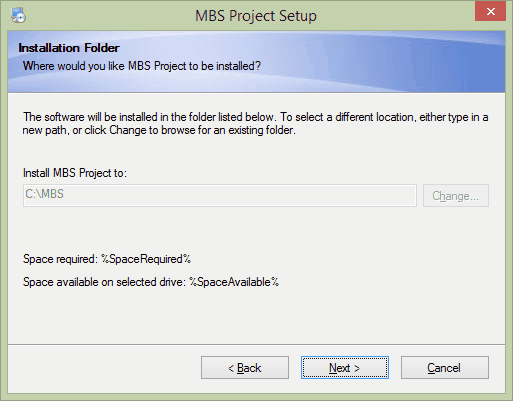 MBS Project Setup
Installation Folder
Where would you like MBS Project to be installed?
The software will be installed in the folder listed below. To select a different location, either type in a
new path, or click Change to browse for an existing folder.
Install MBS Project to:
C:\MBS
Change...
Space required: %SpaceRequired%
Space available on selected drive: %SpaceAvailable%
< Back
Next >
Cancel